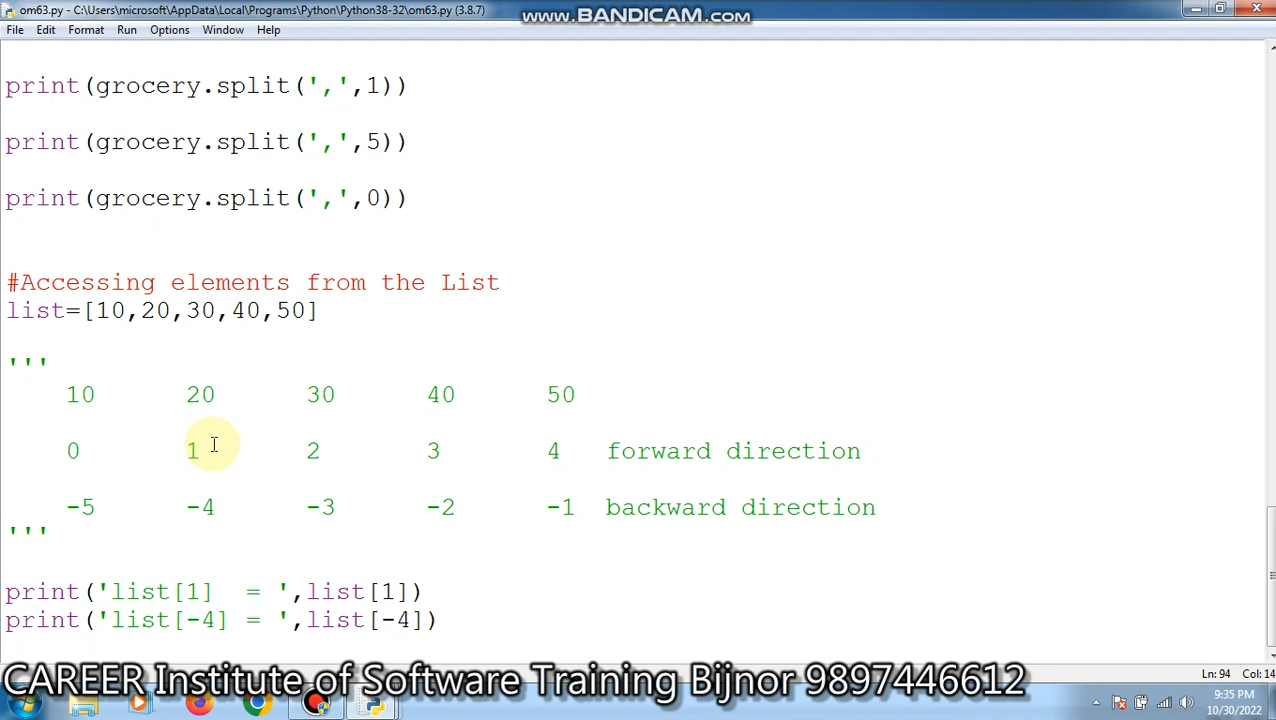 om63.py - C:\Users\microsoft\AppData\Local\Programs\Python\Python38-32\om63.py (3.8.7)
www.BANDICAM.com
File Edit Format Run Options Window Help
print(grocery.split(',',1))
print(grocery.split(',',5))
print(grocery.split(',',0))
#Accessing elements from the List
list=[10,20,30,40,50]
'''
10 20 30 40 50
0 1 2 3 4 forward direction
-5 -4 -3 -2 -1 backward direction
'''
print('list[1]  = ',list[1])
print('list[-4] = ',list[-4])
Ln: 94 Col: 14
CAREER Institute of Software Training Bijnor 9897446612
9:35 PM
10/30/2022